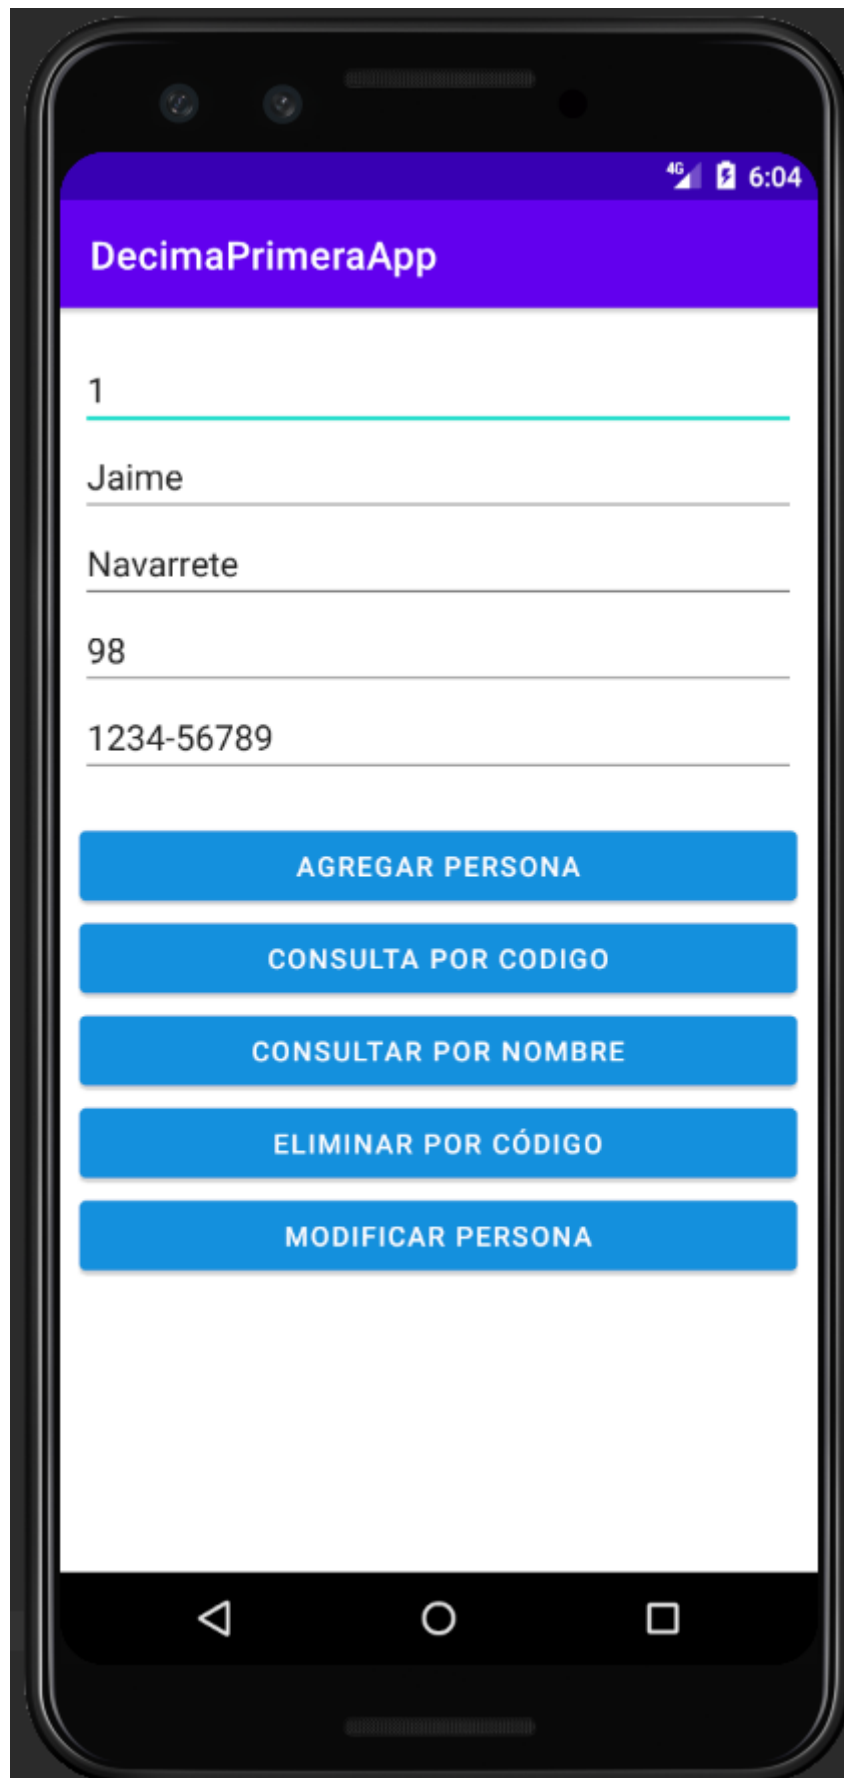 4G 6:04
DecimaPrimeraApp
1
Jaime
Navarrete
98
1234-56789
AGREGAR PERSONA
CONSULTA POR CODIGO
CONSULTAR POR NOMBRE
ELIMINAR POR CÓDIGO
MODIFICAR PERSONA